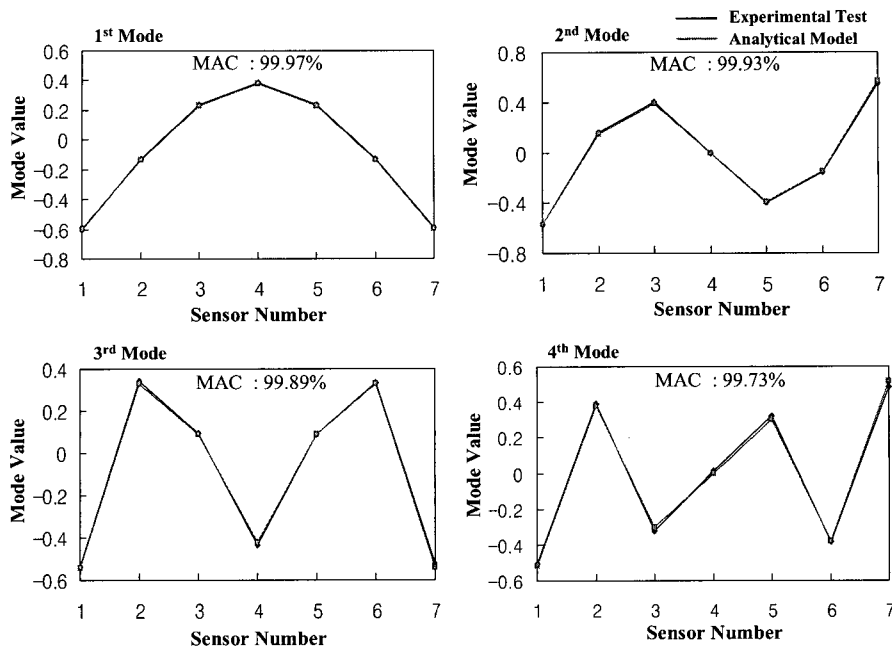 1st Mode
MAC : 99.97%
Mode Value
0.6
0.4
0.2
0
−0.2
−0.4
−0.6
−0.8
1 2 3 4 5 6 7
Sensor Number
Experimental Test
Analytical Model
2nd Mode
MAC : 99.93%
Mode Value
0.8
0.4
0
−0.4
−0.8
1 2 3 4 5 6 7
Sensor Number
3rd Mode
MAC : 99.89%
Mode Value
0.4
0.2
0
−0.2
−0.4
−0.6
1 2 3 4 5 6 7
Sensor Number
4th Mode
MAC : 99.73%
Mode Value
0.6
0.4
0.2
0
−0.2
−0.4
−0.6
1 2 3 4 5 6 7
Sensor Number